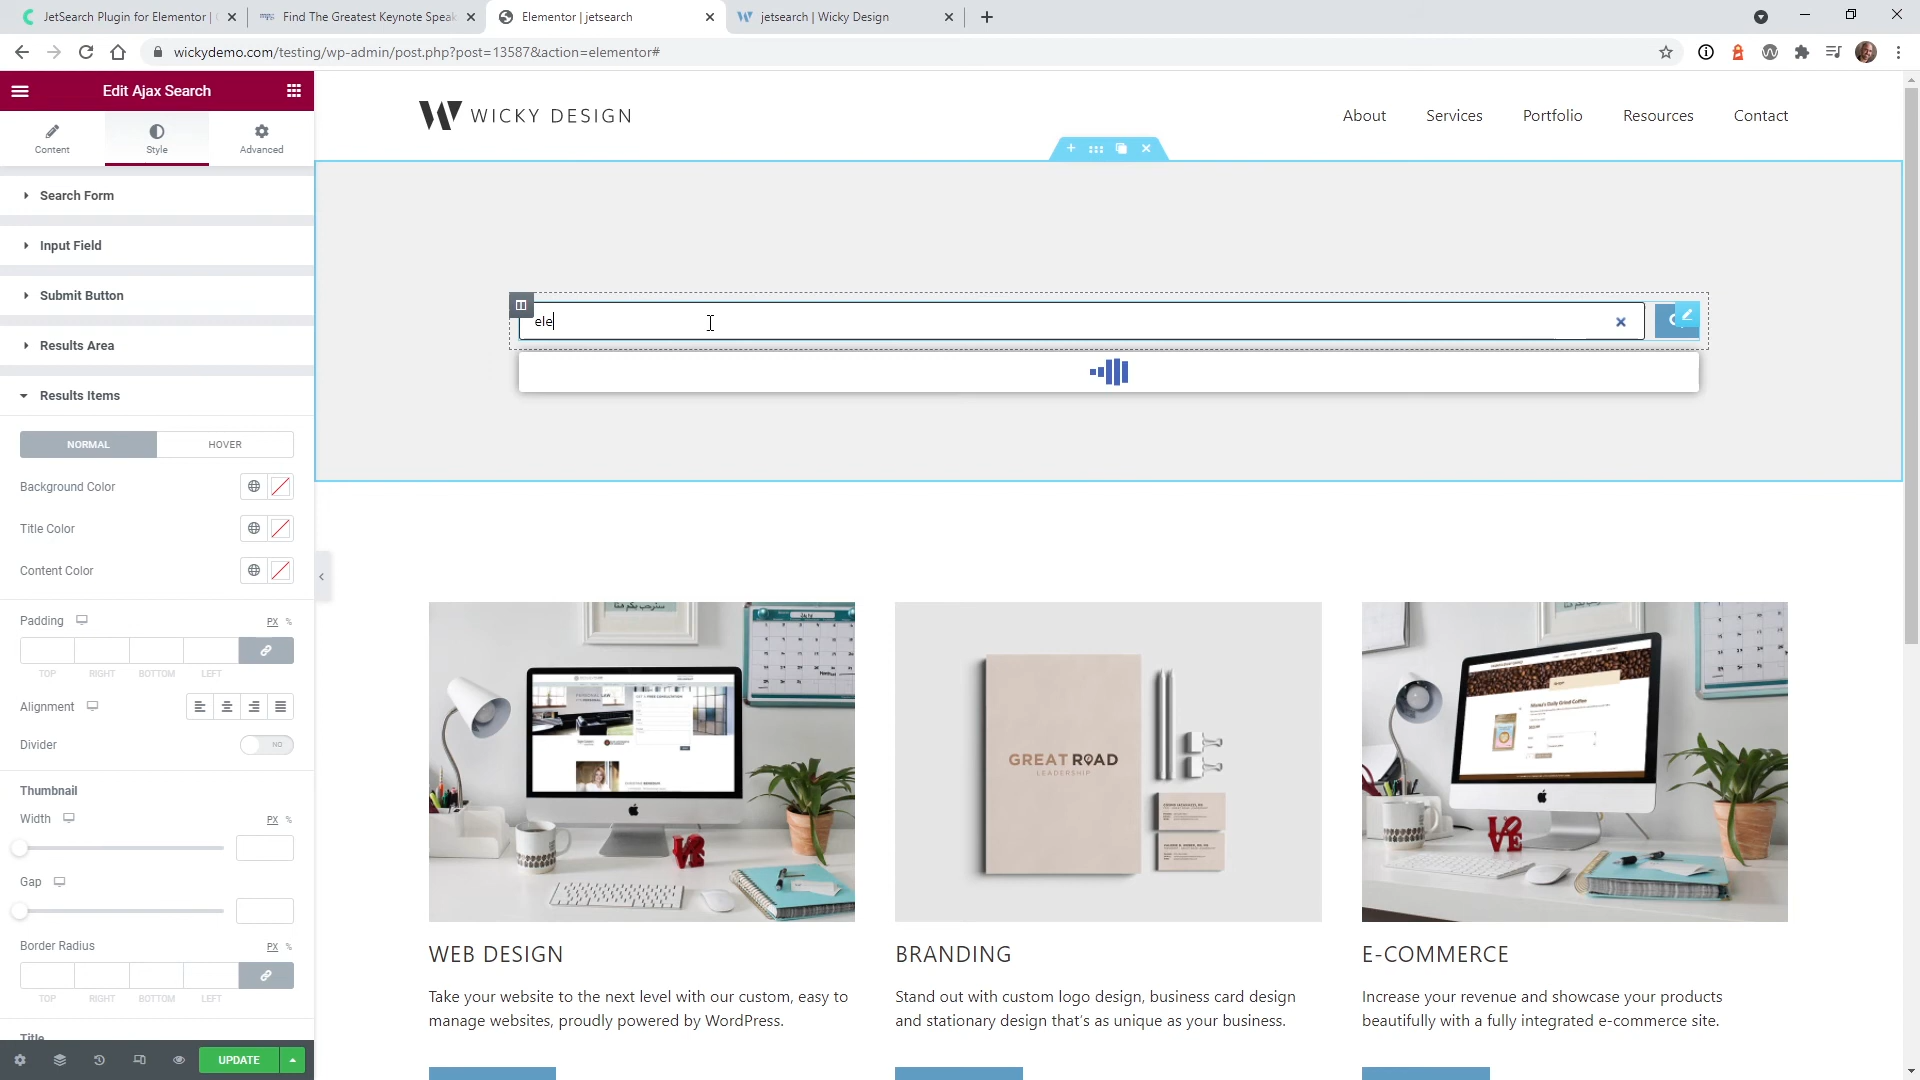 JetSearch Plugin for Elementor |
Find The Greatest Keynote Speak
Elementor | jetsearch
jetsearch | Wicky Design
wickydemo.com/testing/wp-admin/post.php?post=13587&action=elementor#
Edit Ajax Search
Content
Style
Advanced
WICKY DESIGN
About
Services
Portfolio
Resources
Contact
Search Form
Input Field
Submit Button
Results Area
Results Items
ele
NORMAL
HOVER
Background Color
Title Color
Content Color
Padding
PX %
TOP
RIGHT
BOTTOM
LEFT
Alignment
Divider
NO
Thumbnail
Width
PX %
Gap
Border Radius
PX %
TOP
RIGHT
BOTTOM
LEFT
Title
UPDATE
GREAT ROAD
LEADERSHIP
WEB DESIGN
Take your website to the next level with our custom, easy to
manage websites, proudly powered by WordPress.
BRANDING
Stand out with custom logo design, business card design
and stationary design that's as unique as your business.
E-COMMERCE
Increase your revenue and showcase your products
beautifully with a fully integrated e-commerce site.